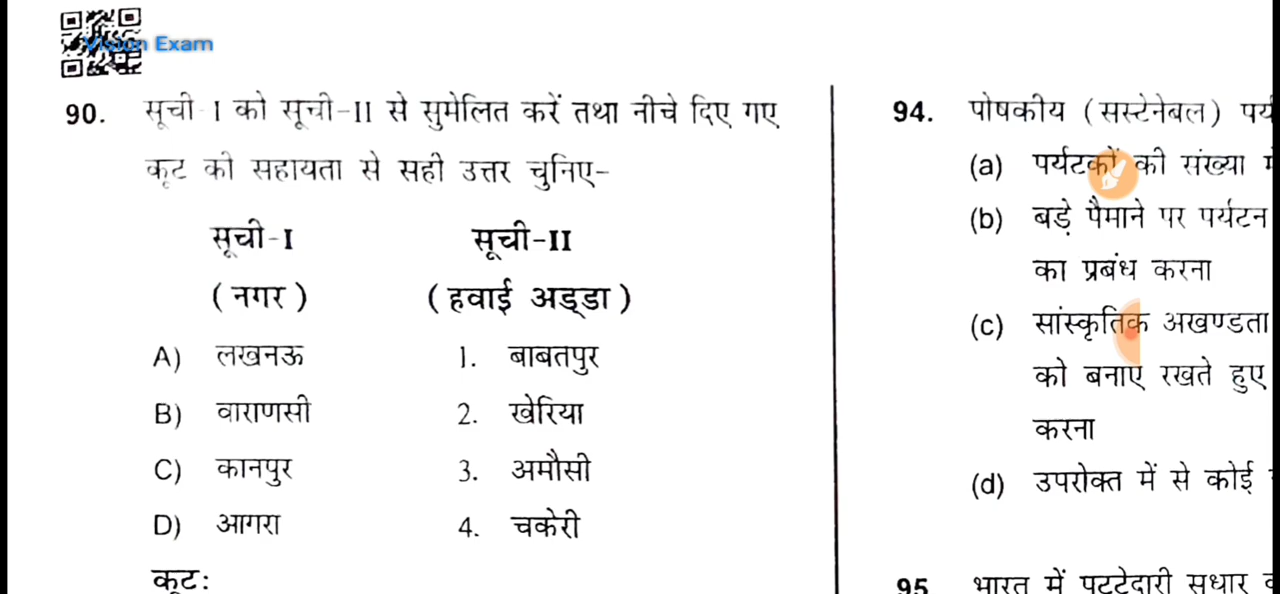 Vision Exam
90. सूची-I को सूची-II से सुमेलित करें तथा नीचे दिए गए
कूट की सहायता से सही उत्तर चुनिए-
सूची-I सूची-II
(नगर) (हवाई अड्डा)
A) लखनऊ 1. बाबतपुर
B) वाराणसी 2. खेरिया
C) कानपुर 3. अमौसी
D) आगरा 4. चकेरी
कूट:
94. पोषकीय (सस्टेनेबल)
(a) पर्यटकों की संख्या
(b) बड़े पैमाने पर पर्यटन
का प्रबंध करना
(c) सांस्कृतिक अखण्डता
को बनाए रखते हुए
करना
(d) उपरोक्त में से कोई
95 भारत में पट्टेदारी सुधार